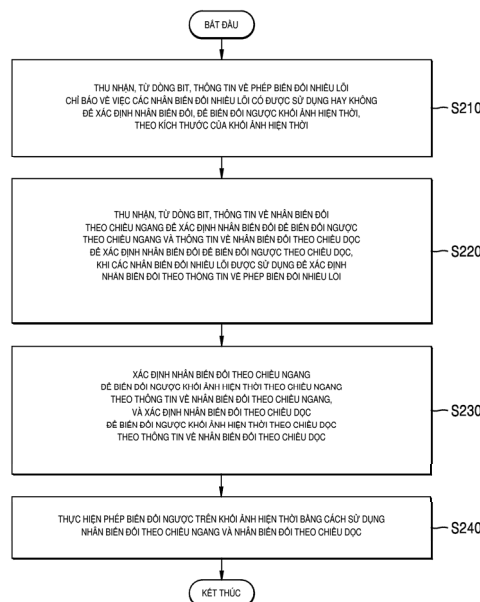 BẮT ĐẦU
THU NHẬN, TỪ DÒNG BIT, THÔNG TIN VỀ PHÉP BIẾN ĐỔI NHIỀU LÕI
CHỈ BÁO VỀ VIỆC CÁC NHÂN BIẾN ĐỔI NHIỀU LÕI CÓ ĐƯỢC SỬ DỤNG HAY KHÔNG
ĐỂ XÁC ĐỊNH NHÂN BIẾN ĐỔI, ĐỂ BIẾN ĐỔI NGƯỢC KHỐI ẢNH HIỆN THỜI,
THEO KÍCH THƯỚC CỦA KHỐI ẢNH HIỆN THỜI
S210
THU NHẬN, TỪ DÒNG BIT, THÔNG TIN VỀ NHÂN BIẾN ĐỔI
THEO CHIỀU NGANG ĐỂ XÁC ĐỊNH NHÂN BIẾN ĐỔI ĐỂ BIẾN ĐỔI NGƯỢC
THEO CHIỀU NGANG VÀ THÔNG TIN VỀ NHÂN BIẾN ĐỔI THEO CHIỀU DỌC
ĐỂ XÁC ĐỊNH NHÂN BIẾN ĐỔI ĐỂ BIẾN ĐỔI NGƯỢC THEO CHIỀU DỌC,
KHI CÁC NHÂN BIẾN ĐỔI NHIỀU LÕI ĐƯỢC SỬ DỤNG ĐỂ XÁC ĐỊNH
NHÂN BIẾN ĐỔI THEO THÔNG TIN VỀ PHÉP BIẾN ĐỔI NHIỀU LÕI
S220
XÁC ĐỊNH NHÂN BIẾN ĐỔI THEO CHIỀU NGANG
ĐỂ BIẾN ĐỔI NGƯỢC KHỐI ẢNH HIỆN THỜI THEO CHIỀU NGANG
THEO THÔNG TIN VỀ NHÂN BIẾN ĐỔI THEO CHIỀU NGANG,
VÀ XÁC ĐỊNH NHÂN BIẾN ĐỔI THEO CHIỀU DỌC
ĐỂ BIẾN ĐỔI NGƯỢC KHỐI ẢNH HIỆN THỜI THEO CHIỀU DỌC
THEO THÔNG TIN VỀ NHÂN BIẾN ĐỔI THEO CHIỀU DỌC
S230
THỰC HIỆN PHÉP BIẾN ĐỔI NGƯỢC TRÊN KHỐI ẢNH HIỆN THỜI BẰNG CÁCH SỬ DỤNG
NHÂN BIẾN ĐỔI THEO CHIỀU NGANG VÀ NHÂN BIẾN ĐỔI THEO CHIỀU DỌC
S240
KẾT THÚC